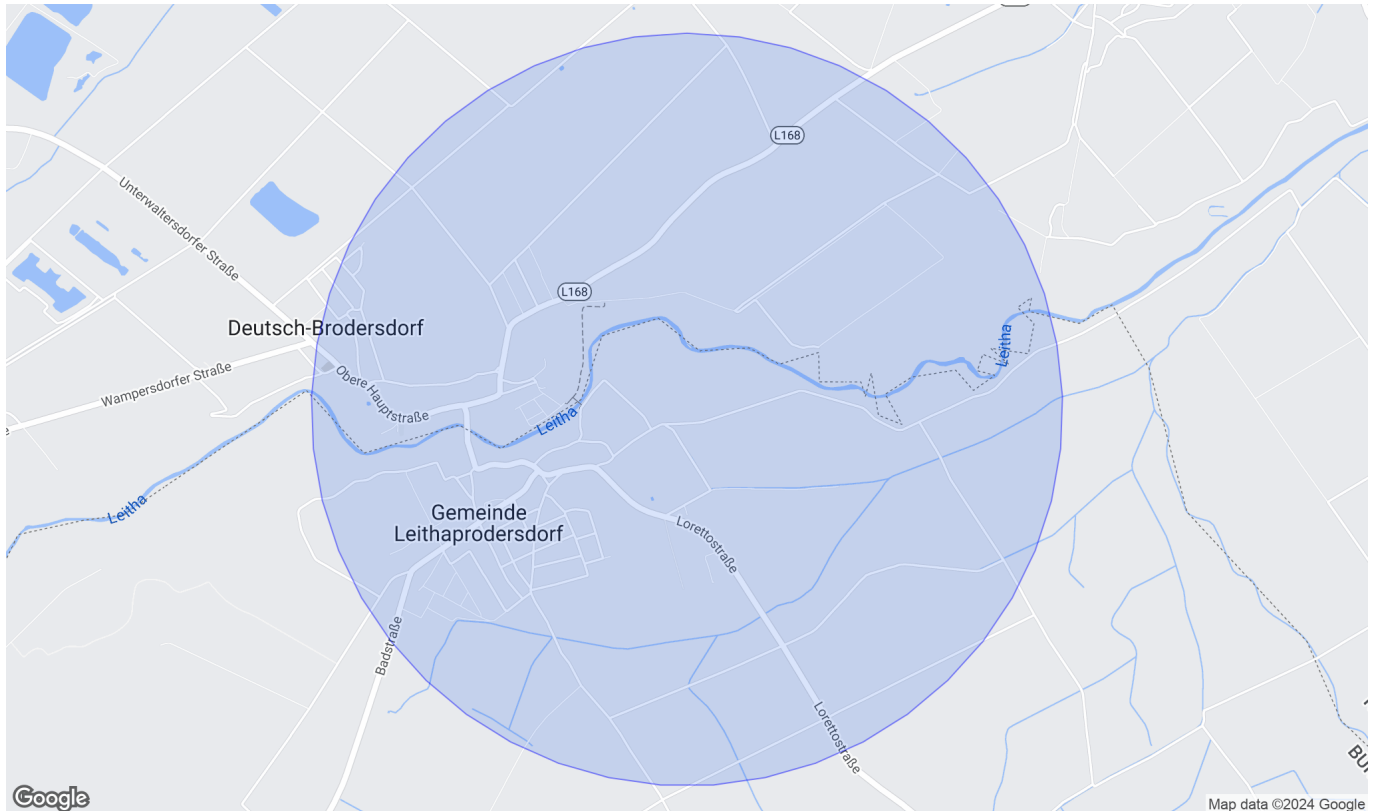 L168
Unterwaltersdorfer Straße
L168
Deutsch-Brodersdorf
Leitha
Wampersdorfer Straße
Obere Hauptstraße
Leitha
Leitha
Gemeinde
Leithaprodersdorf
Lorettostraße
Badstraße
Lorettostraße
Google
Map data ©2024 Google